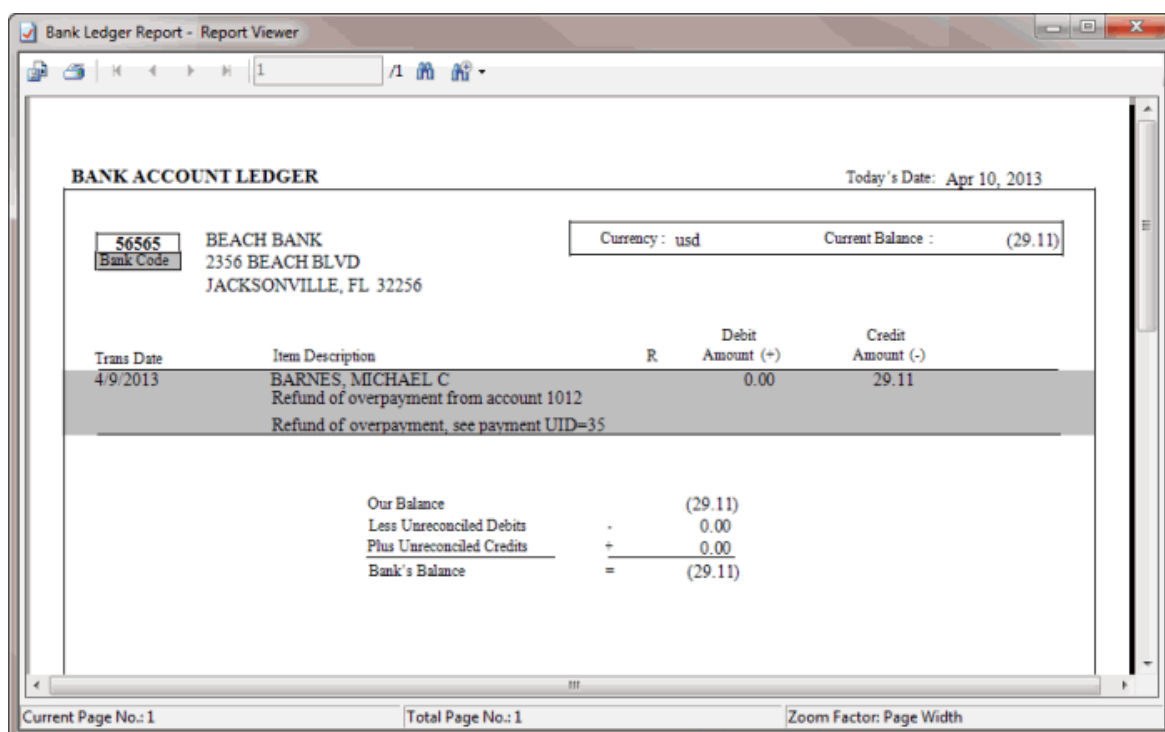 Bank Ledger Report - Report Viewer
1 /1
BANK ACCOUNT LEDGER Today's Date: Apr 10, 2013
56565 BEACH BANK Currency : usd Current Balance : (29.11)
Bank Code 2356 BEACH BLVD
JACKSONVILLE, FL 32256
Debit Credit
Trans Date Item Description R Amount (+) Amount (-)
4/9/2013 BARNES, MICHAEL C 0.00 29.11
Refund of overpayment from account 1012
Refund of overpayment, see payment UID=35
Our Balance (29.11)
Less Unreconciled Debits - 0.00
Plus Unreconciled Credits + 0.00
Bank's Balance = (29.11)
Current Page No.: 1 Total Page No.: 1 Zoom Factor: Page Width